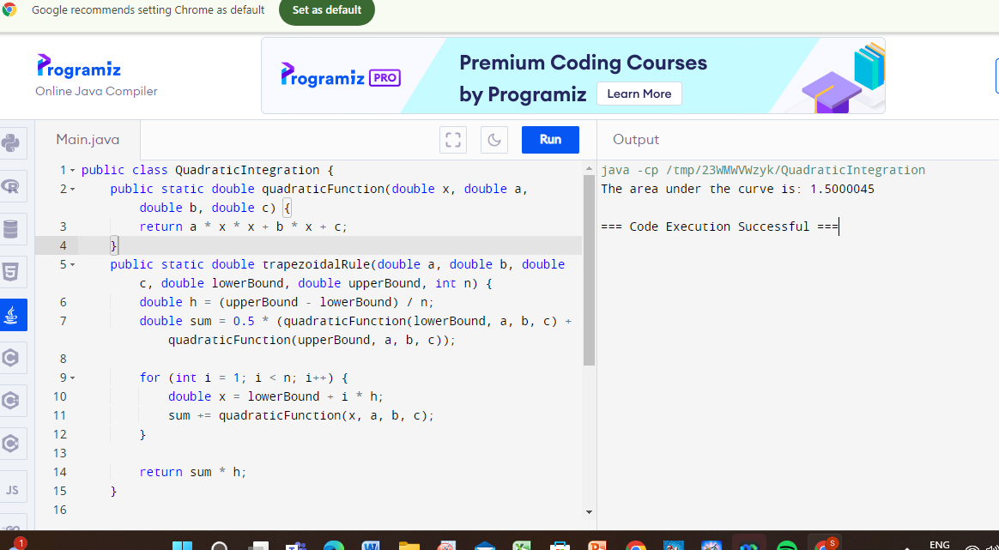 Google recommends setting Chrome as default
Set as default
Programiz
Online Java Compiler
Programiz PRO
Premium Coding Courses
by Programiz
Learn More
Main.java
Run
Output
1 public class QuadraticIntegration {
2 public static double quadraticFunction(double x, double a,
double b, double c) {
3 return a * x * x + b * x + c;
4 }
5 public static double trapezoidalRule(double a, double b, double
c, double lowerBound, double upperBound, int n) {
6 double h = (upperBound - lowerBound) / n;
7 double sum = 0.5 * (quadraticFunction(lowerBound, a, b, c) +
quadraticFunction(upperBound, a, b, c));
8
9 for (int i = 1; i < n; i++) {
10 double x = lowerBound + i * h;
11 sum += quadraticFunction(x, a, b, c);
12 }
13
14 return sum * h;
15 }
16
java -cp /tmp/23WMWVWzyk/QuadraticIntegration
The area under the curve is: 1.5000045
=== Code Execution Successful ===
JS
1
S
ENG